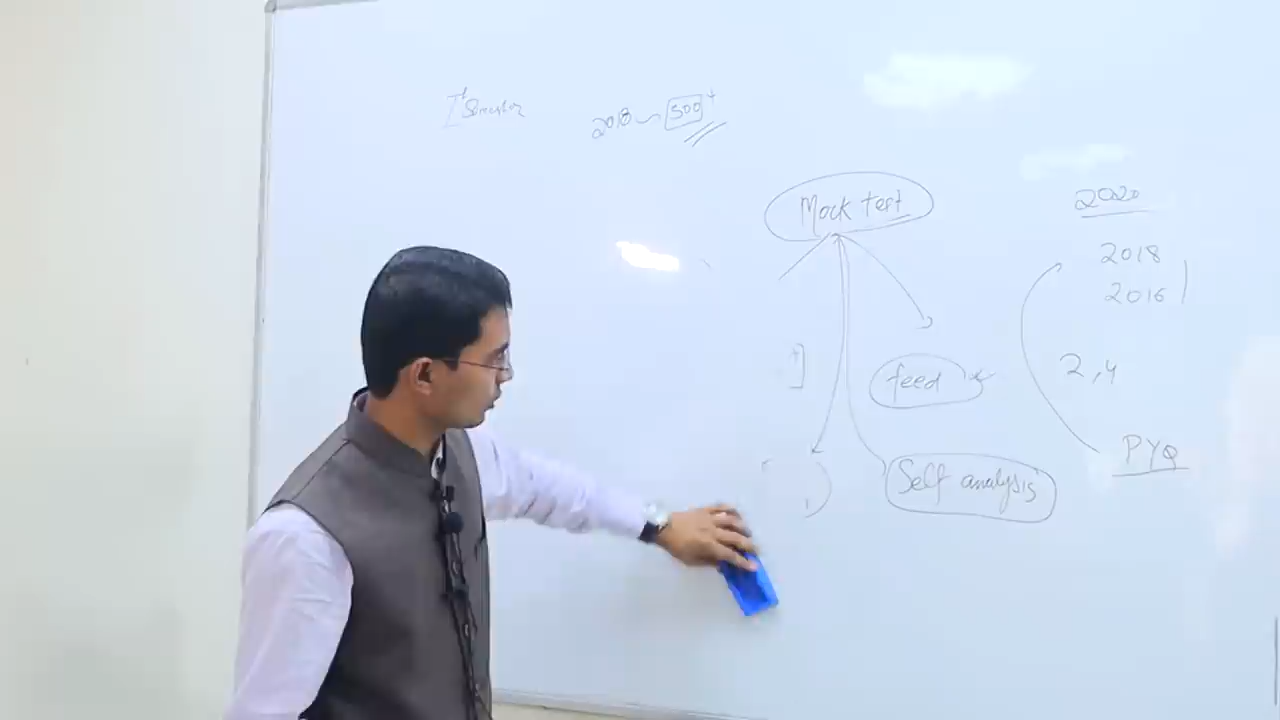 Ist Semester
2018 500+
Mock test
2020
2018
2016
feed
2,4
PYQ
Self analysis